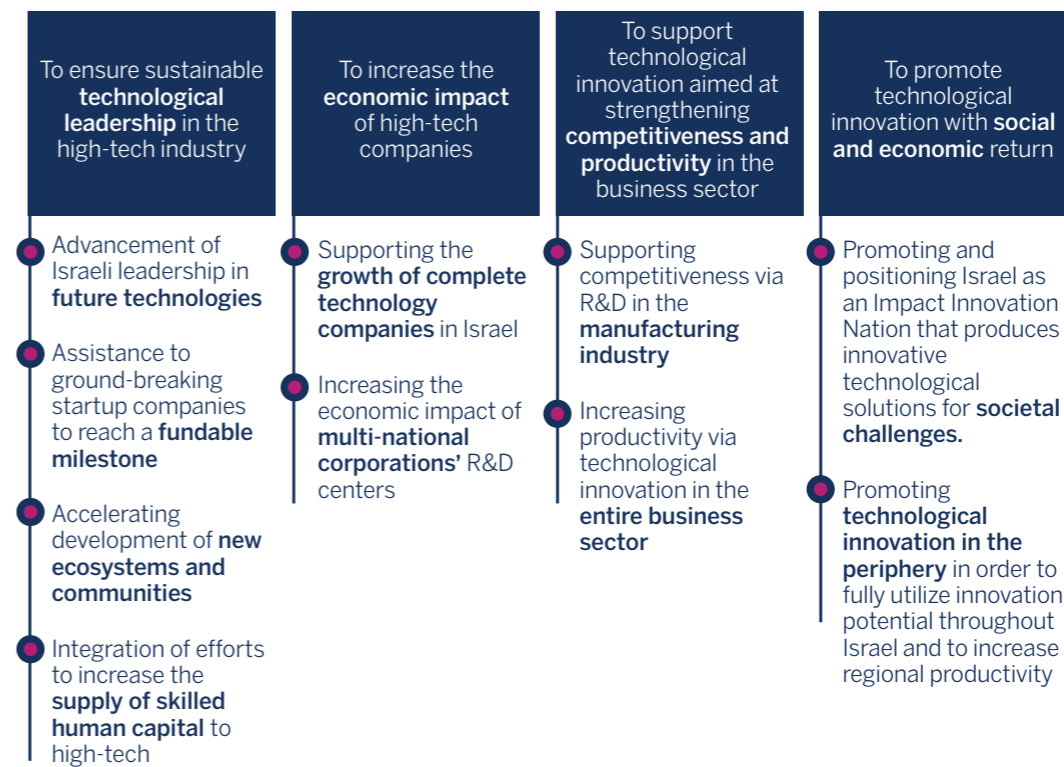 To ensure sustainable
technological
leadership in the
high-tech industry
Advancement of
Israeli leadership in
future technologies
Assistance to
ground-breaking
startup companies
to reach a fundable
milestone
Accelerating
development of new
ecosystems and
communities
Integration of efforts
to increase the
supply of skilled
human capital to
high-tech
To increase the
economic impact
of high-tech
companies
Supporting the
growth of complete
technology
companies in Israel
Increasing the
economic impact of
multi-national
corporations’ R&D
centers
To support
technological
innovation aimed at
strengthening
competitiveness and
productivity in the
business sector
Supporting
competitiveness via
R&D in the
manufacturing
industry
Increasing
productivity via
technological
innovation in the
entire business
sector
To promote
technological
innovation with social
and economic return
Promoting and
positioning Israel as
an Impact Innovation
Nation that produces
innovative
technological
solutions for societal
challenges.
Promoting
technological
innovation in the
periphery in order to
fully utilize innovation
potential throughout
Israel and to increase
regional productivity